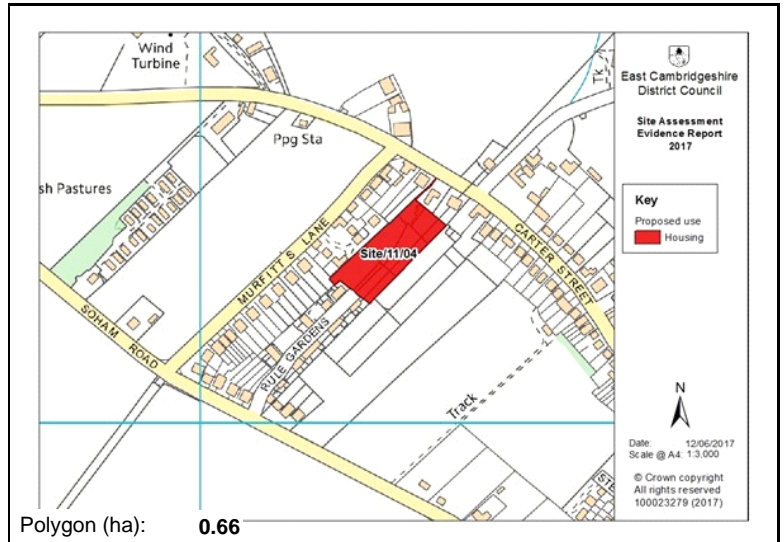 Wind
Turbine
Tk
Ppg Sta
sh Pastures
MURFITT'S LANE
Site/11/04
CARTER STREET
SOHAM ROAD
RULE GARDENS
Track
East Cambridgeshire
District Council
Site Assessment
Evidence Report
2017
Key
Proposed use
Housing
N
Date: 12/06/2017
Scale @ A4: 1:3,000
© Crown copyright
All rights reserved
100023279 (2017)
Polygon (ha): 0.66